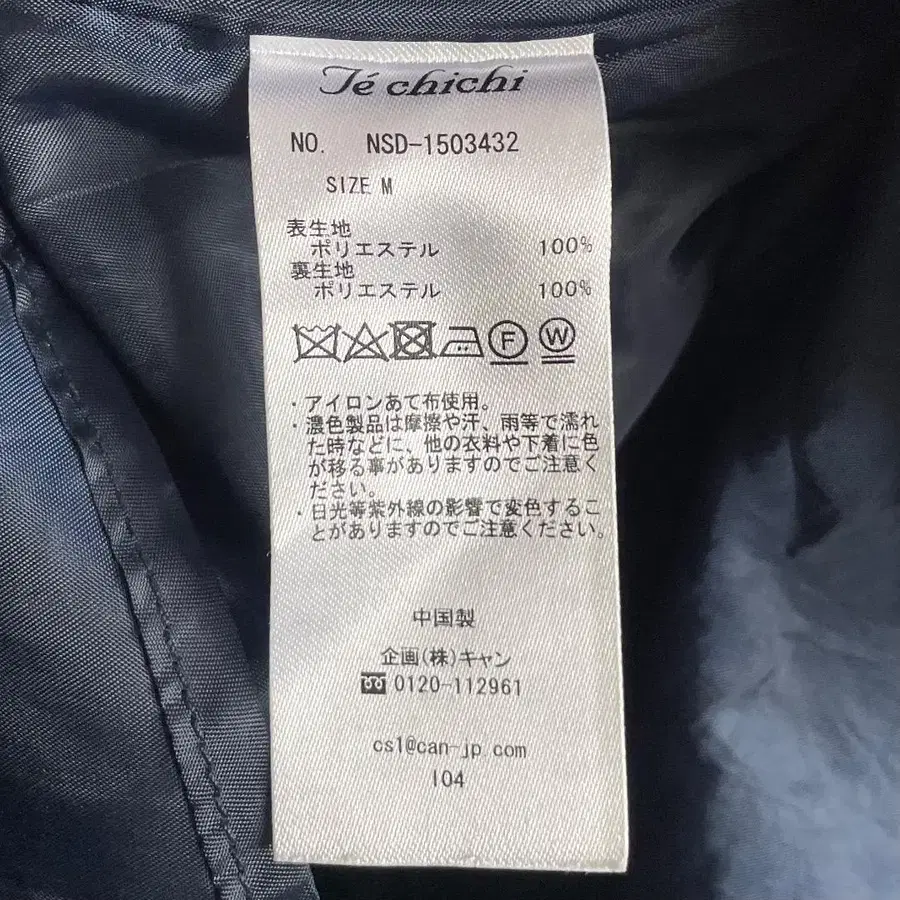 Té chichi
NO. NSD-1503432
SIZE M
表生地
ポリエステル 100%
裏生地
ポリエステル 100%
F W
・アイロンあて布使用。
・濃色製品は摩擦や汗、雨等で濡れ
た時などに、他の衣料や下着に色
が移る事がありますのでご注意く
ださい。
・日光等紫外線の影響で変色するこ
とがありますのでご注意ください。
中国製
企画(株)キャン
0120-112961
cs1@can-jp.com
I04